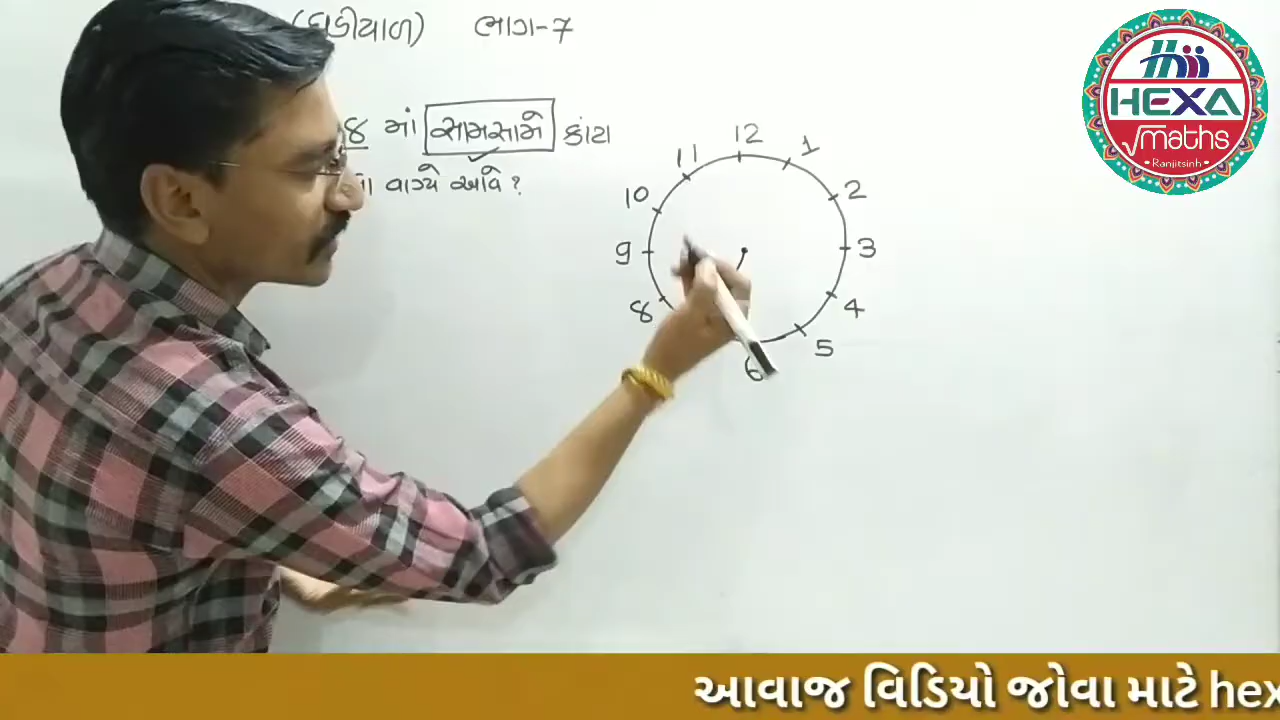 (ઘડીયાળ) ભાગ-7
8 માં સામસામે કાંટા
વાગ્યે આવે ?
12
11
1
10
2
9
3
8
4
5
6
HEXA
maths
Ranjitsinh
આવાજ વિડિયો જોવા માટે hex